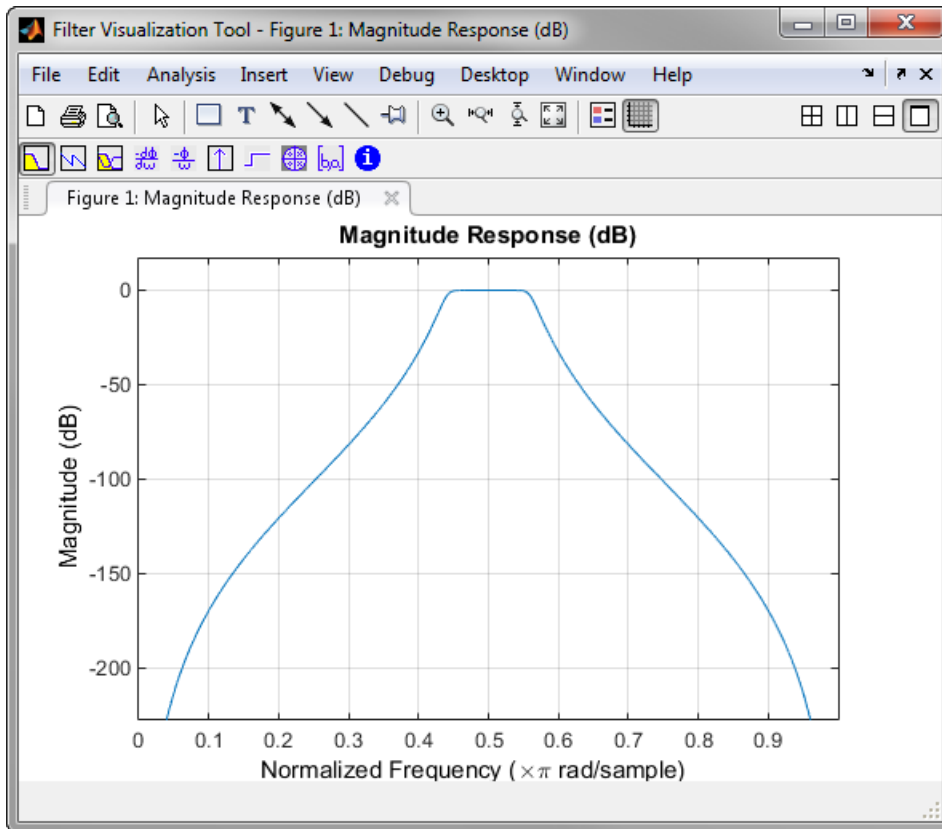 Filter Visualization Tool - Figure 1: Magnitude Response (dB)
File Edit Analysis Insert View Debug Desktop Window Help
T
Figure 1: Magnitude Response (dB)
Magnitude Response (dB)
0
-50
-100
-150
-200
Magnitude (dB)
0 0.1 0.2 0.3 0.4 0.5 0.6 0.7 0.8 0.9
Normalized Frequency (×π rad/sample)